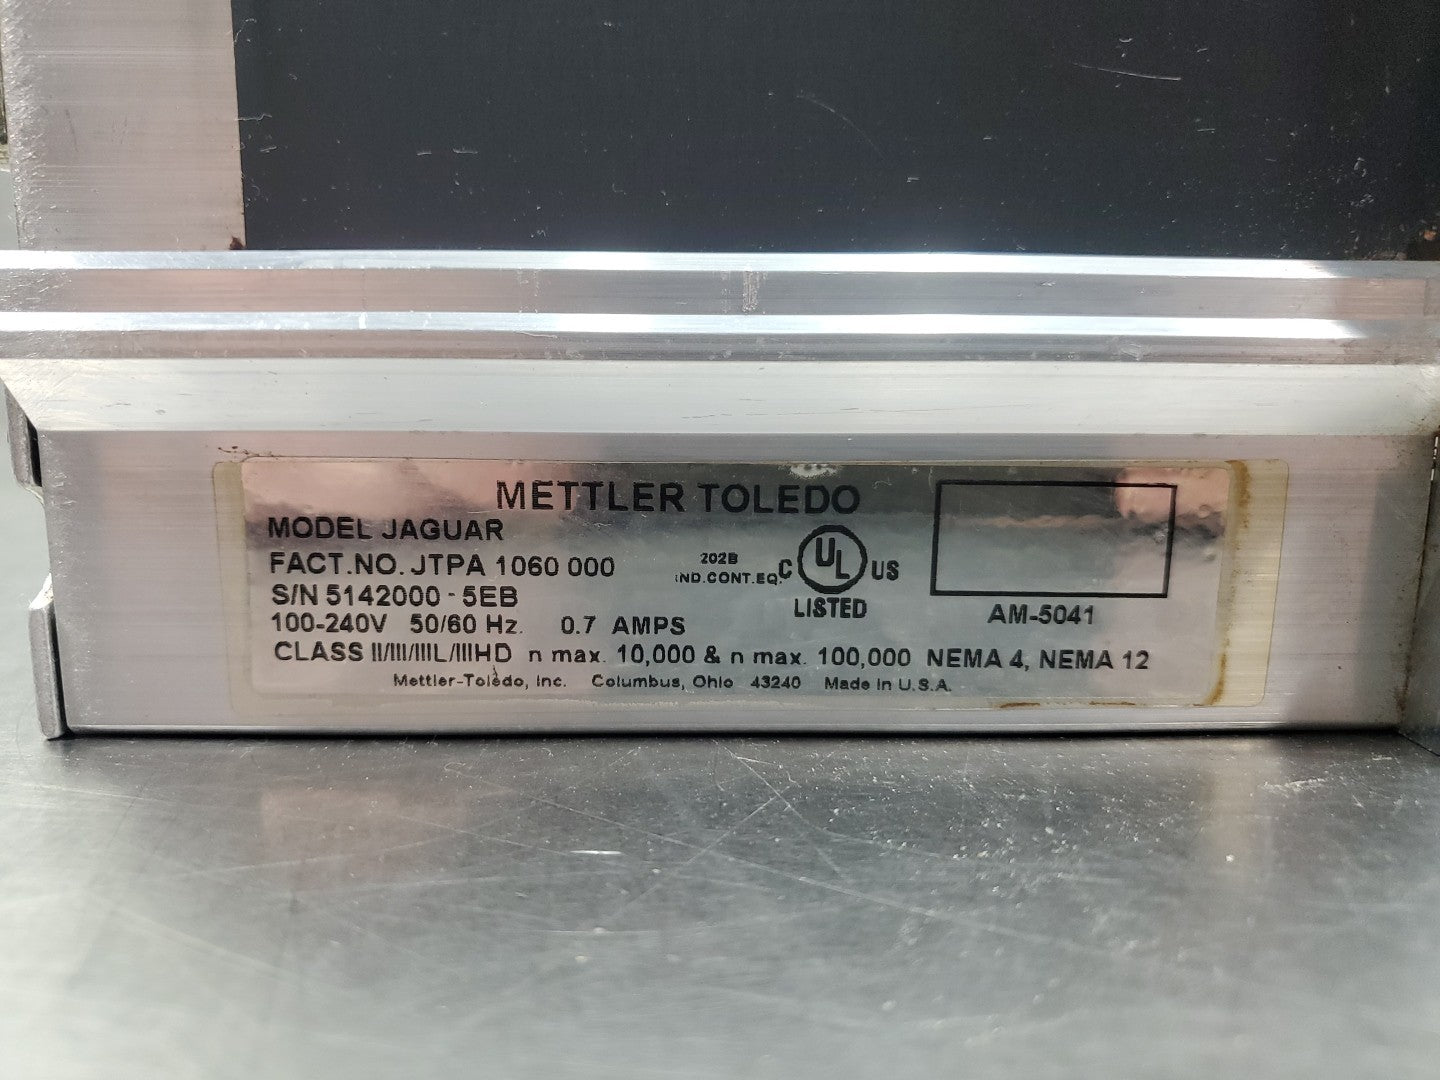 METTLER TOLEDO
MODEL JAGUAR
FACT.NO. JTPA 1060 000
S/N 5142000 - 5EB
100-240V 50/60 Hz. 0.7 AMPS
CLASS II/III/IIIL/IIIHD n max. 10,000 & n max. 100,000 NEMA 4, NEMA 12
Mettler-Toledo, Inc. Columbus, Ohio 43240 Made in U.S.A.
202B
IND.CONT.EQ.
C UL US
LISTED
AM-5041